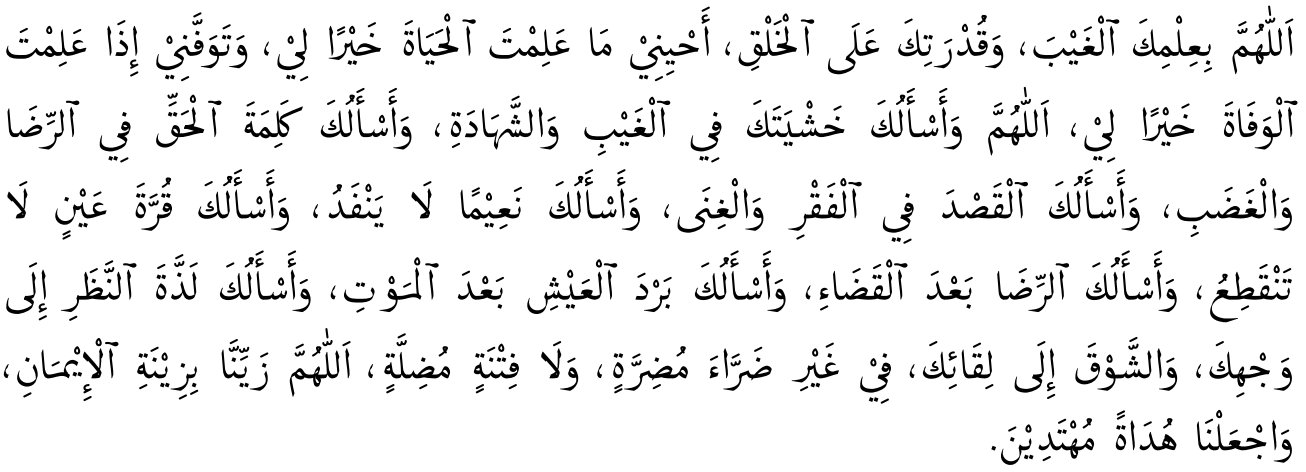 اَللّٰهُمَّ بِعِلْمِكَ ٱلْغَيْبَ، وَقُدْرَتِكَ عَلَى ٱلْخَلْقِ، أَحْيِنِيْ مَا عَلِمْتَ ٱلْحَيَاةَ خَيْرًا لِيْ، وَتَوَفَّنِيْ إِذَا عَلِمْتَ
ٱلْوَفَاةَ خَيْرًا لِيْ، اَللّٰهُمَّ وَأَسْأَلُكَ خَشْيَتَكَ فِي ٱلْغَيْبِ وَالشَّهَادَةِ، وَأَسْأَلُكَ كَلِمَةَ ٱلْحَقِّ فِي ٱلرِّضَا
وَالْغَضَبِ، وَأَسْأَلُكَ ٱلْقَصْدَ فِي ٱلْفَقْرِ وَالْغِنَى، وَأَسْأَلُكَ نَعِيْمًا لَا يَنْفَدُ، وَأَسْأَلُكَ قُرَّةَ عَيْنٍ لَا
تَنْقَطِعُ، وَأَسْأَلُكَ ٱلرِّضَا بَعْدَ ٱلْقَضَاءِ، وَأَسْأَلُكَ بَرْدَ ٱلْعَيْشِ بَعْدَ ٱلْمَوْتِ، وَأَسْأَلُكَ لَذَّةَ ٱلنَّظَرِ إِلَى
وَجْهِكَ، وَالشَّوْقَ إِلَى لِقَائِكَ، فِيْ غَيْرِ ضَرَّاءَ مُضِرَّةٍ، وَلَا فِتْنَةٍ مُضِلَّةٍ، اَللّٰهُمَّ زَيِّنَّا بِزِيْنَةِ ٱلْإِيْمَانِ،
وَاجْعَلْنَا هُدَاةً مُهْتَدِيْنَ.